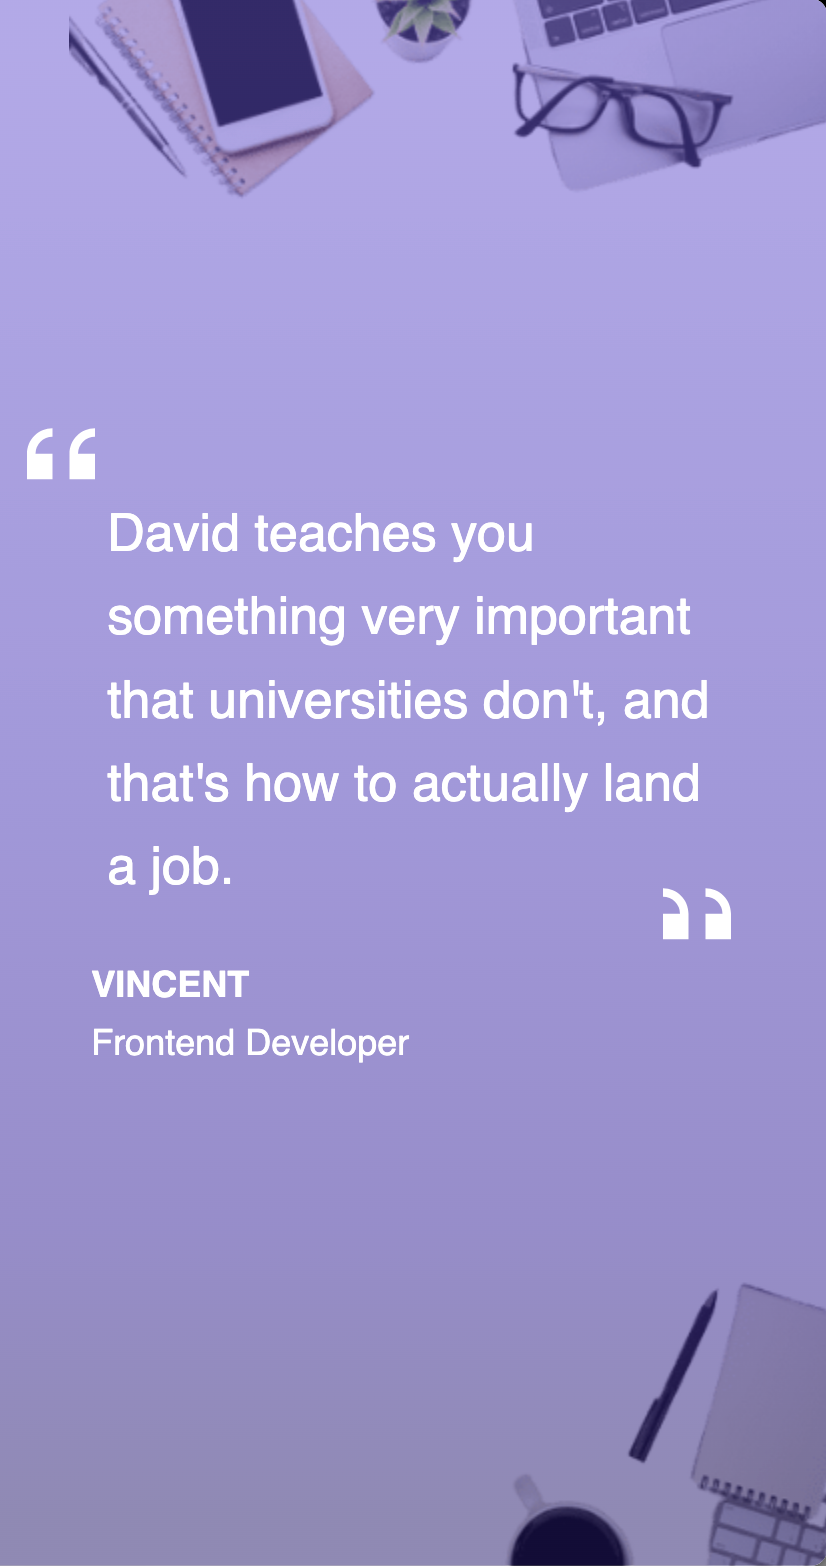 “
David teaches you
something very important
that universities don't, and
that's how to actually land
a job.
”
VINCENT
Frontend Developer